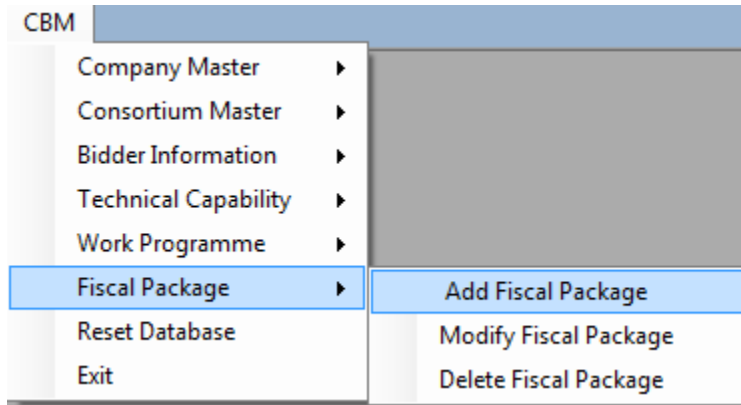 CBM
Company Master
Consortium Master
Bidder Information
Technical Capability
Work Programme
Fiscal Package
Add Fiscal Package
Reset Database
Modify Fiscal Package
Exit
Delete Fiscal Package